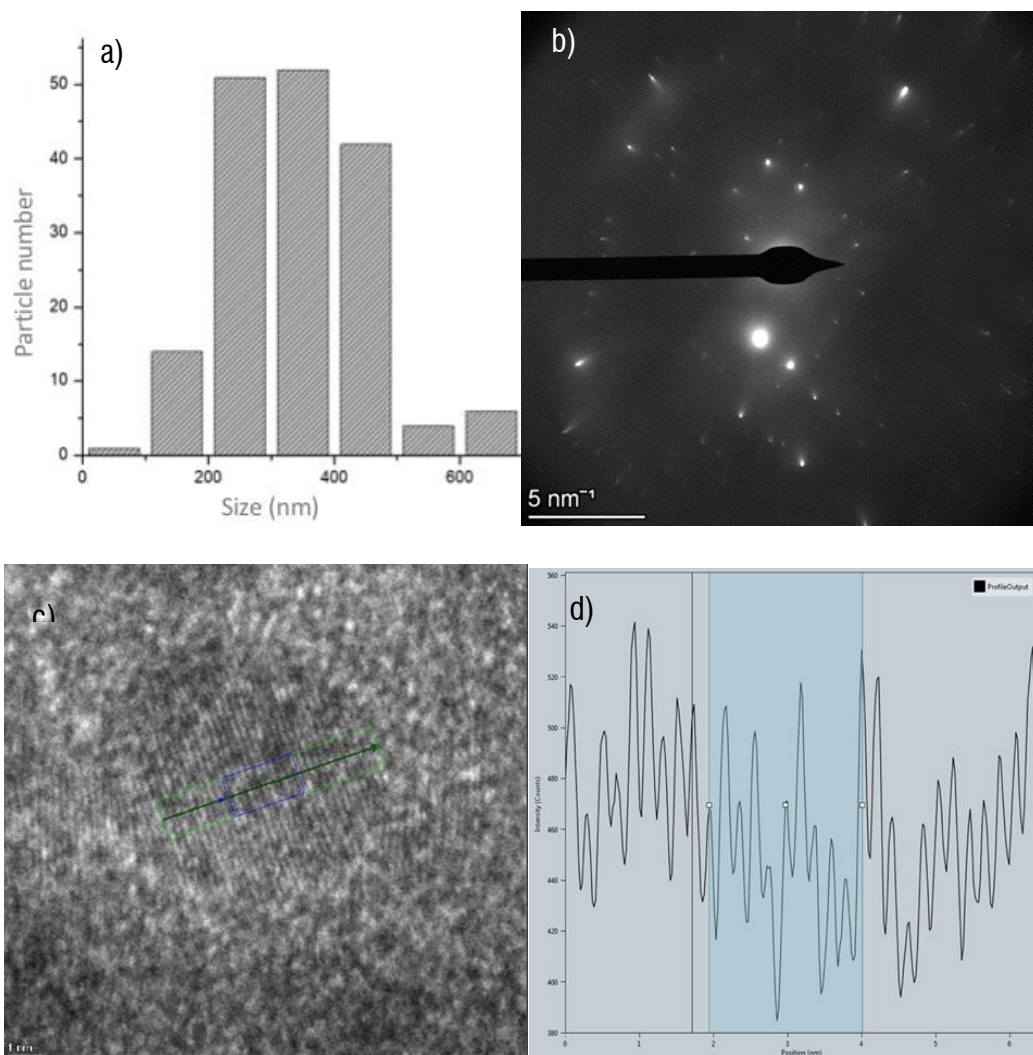 a)
50
40
30
20
10
0
Particle number
0
200
400
600
Size (nm)
b)
5 nm⁻¹
c)
1 nm
d)
ProfileOutput
560
540
520
500
480
460
440
420
400
380
Intensity (Counts)
0
1
2
3
4
5
6
Position (nm)